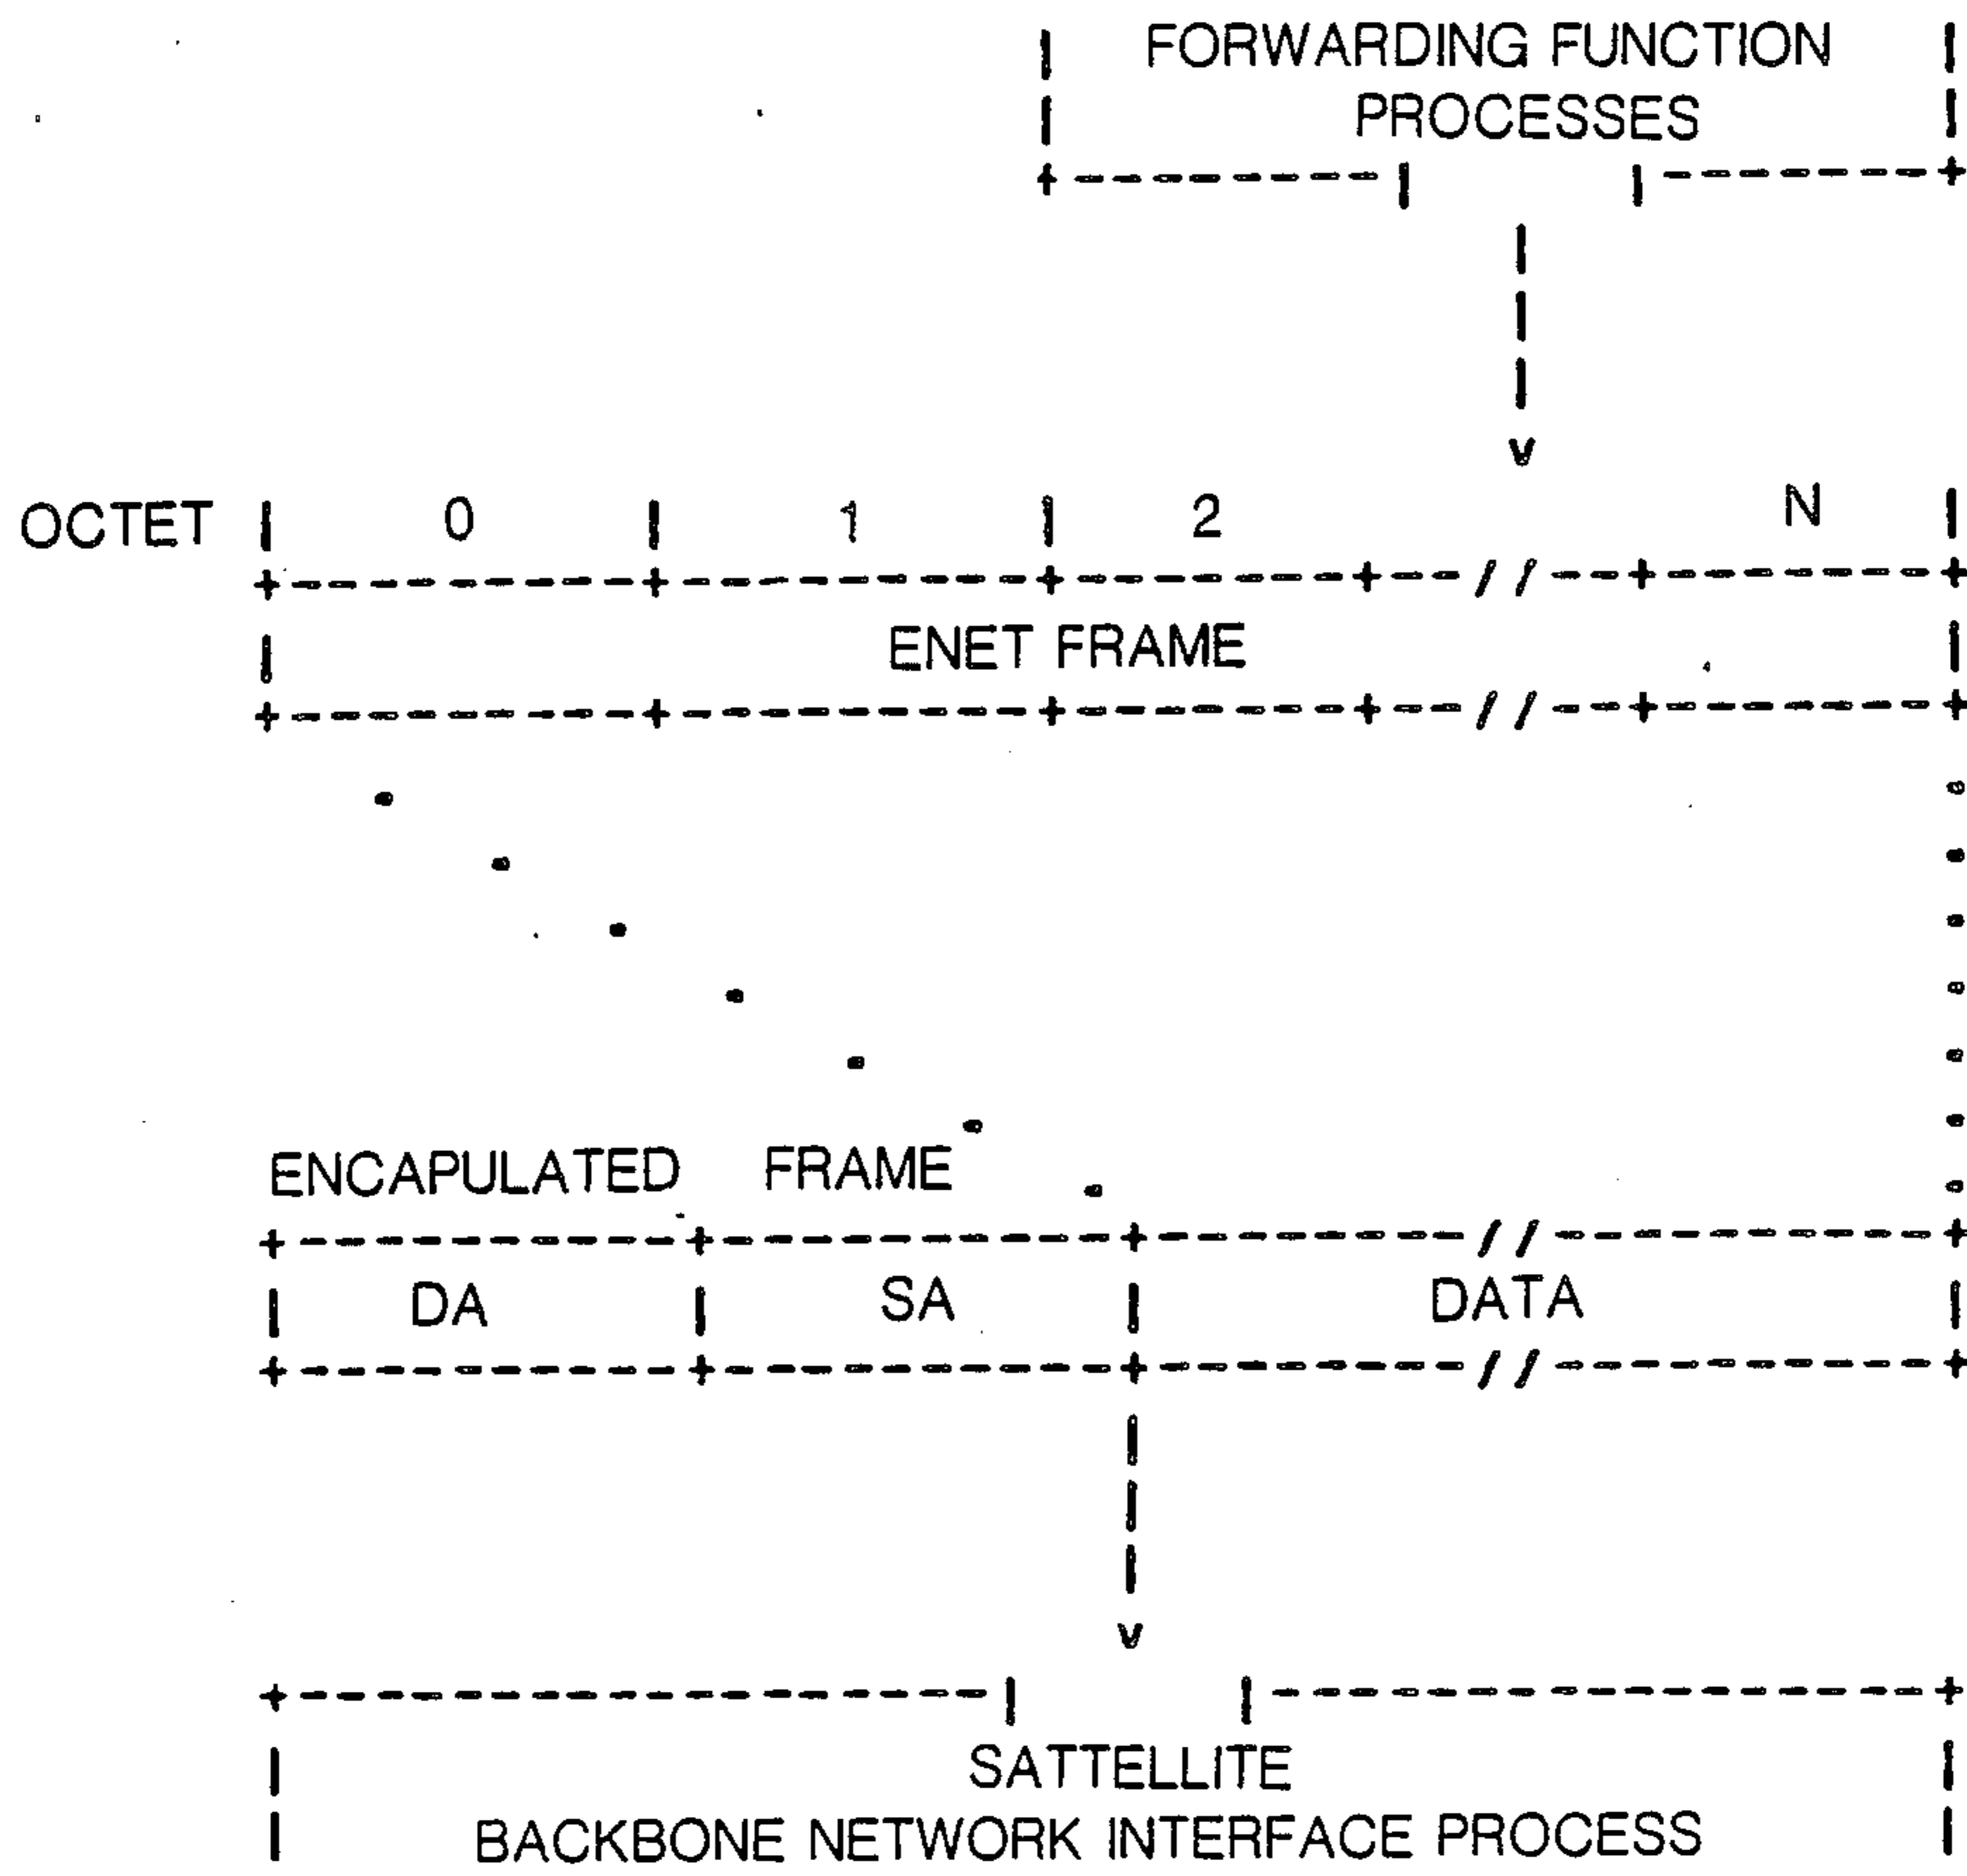 FORWARDING FUNCTION
PROCESSES
OCTET 0 1 2 N
ENET FRAME
ENCAPULATED FRAME
DA SA DATA
SATTELLITE
BACKBONE NETWORK INTERFACE PROCESS